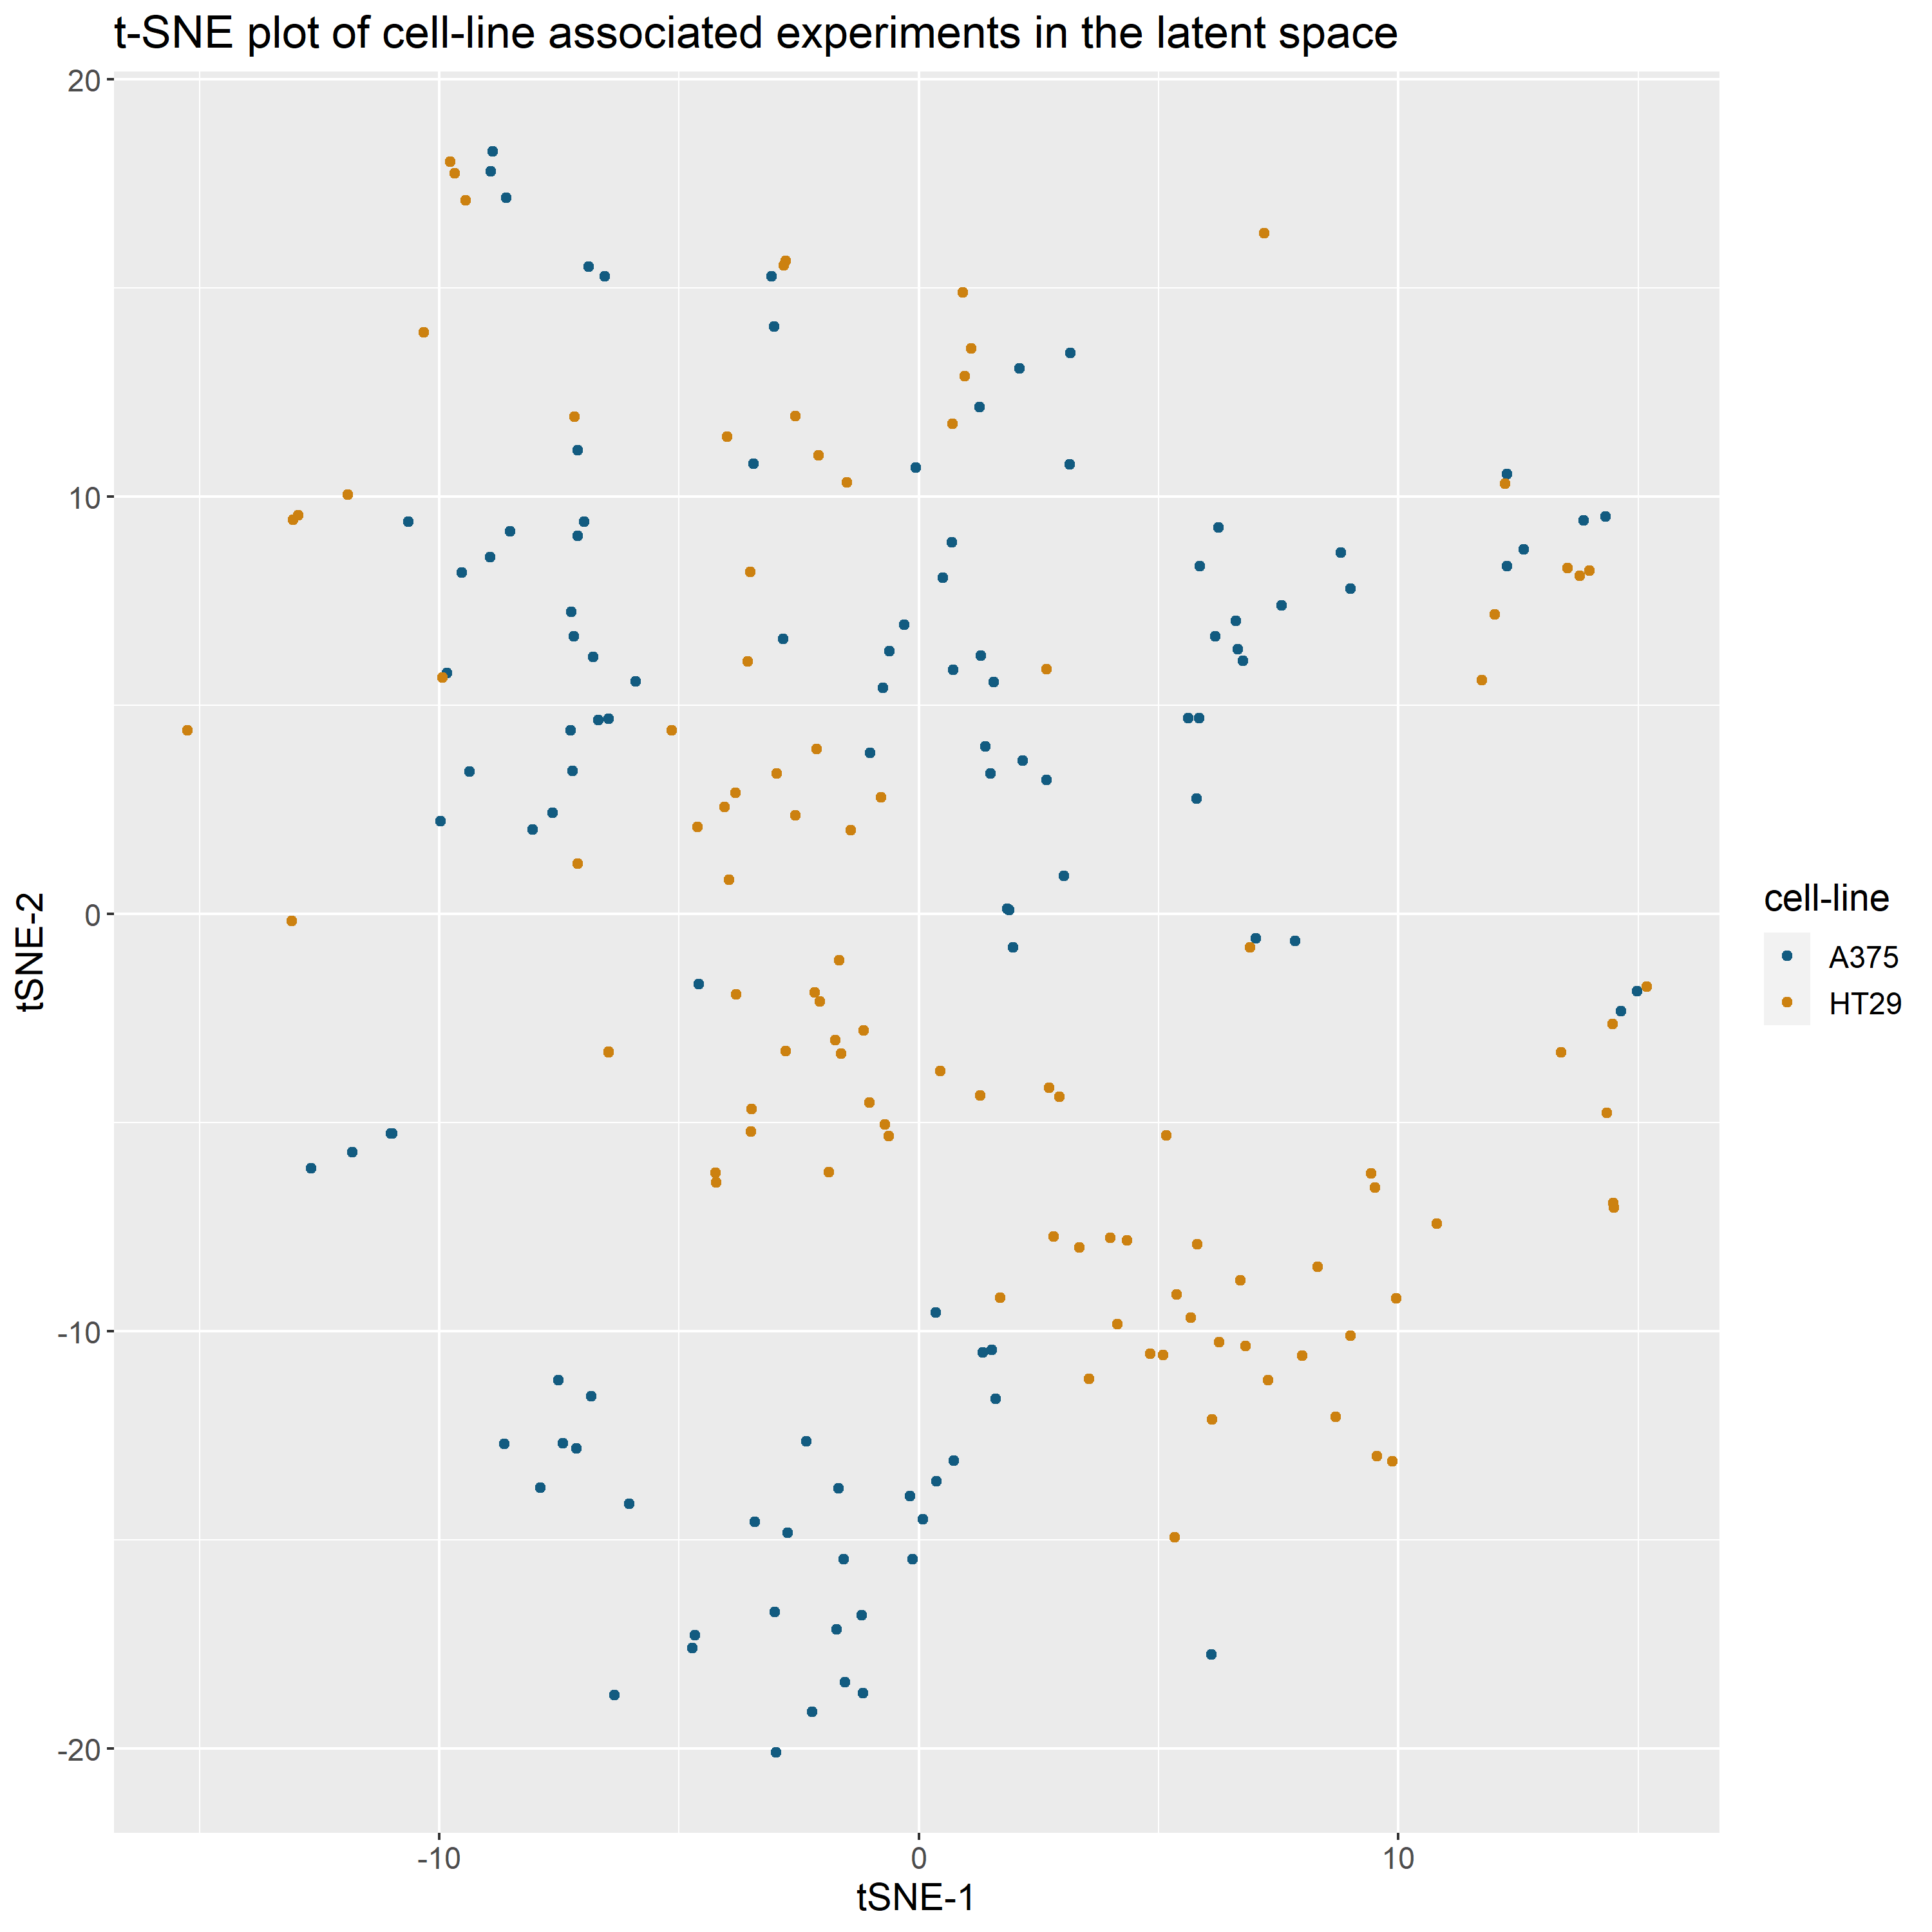 t-SNE plot of cell-line associated experiments in the latent space
20
10
0
-10
-20
tSNE-2
-10
0
10
tSNE-1
cell-line
A375
HT29